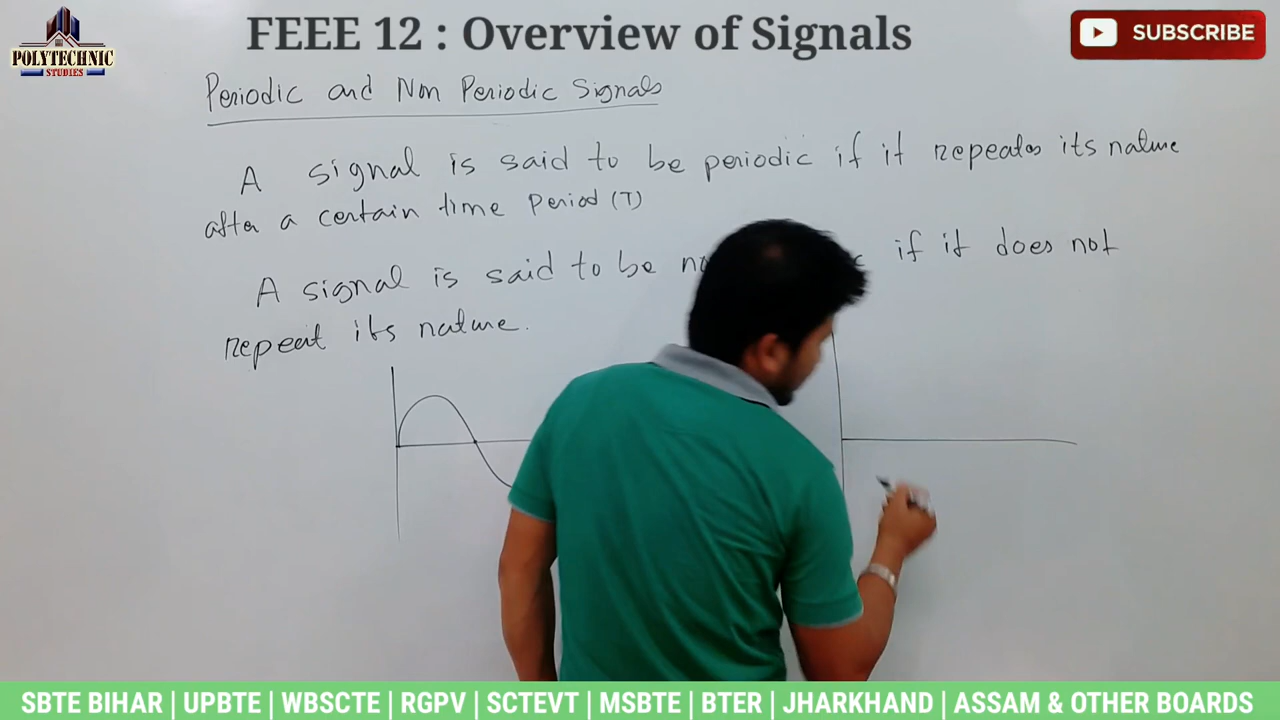 FEEE 12 : Overview of Signals
SUBSCRIBE
POLYTECHNIC
STUDIES
Periodic and Non Periodic Signals
A signal is said to be periodic if it repeates its nature
after a certain time Period (T)
A signal is said to be if it does not
repeat its nature.
SBTE BIHAR | UPBTE | WBSCTE | RGPV | SCTEVT | MSBTE | BTER | JHARKHAND | ASSAM & OTHER BOARDS